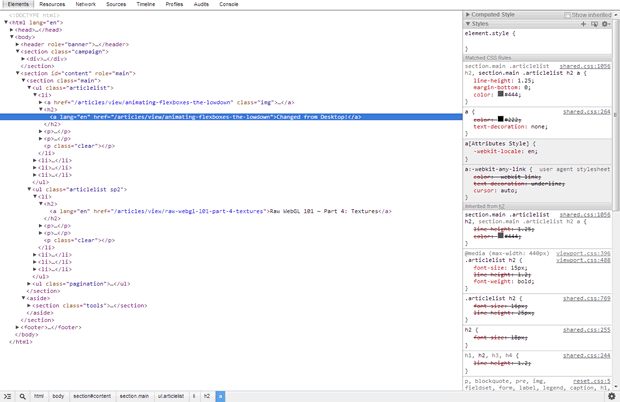 Elements Resources Network Sources Timeline Profiles Audits Console
<!DOCTYPE html>
▼<html lang="en">
▶<head>…</head>
▼<body>
▶<header role="banner">…</header>
▼<section class="campaign">
▶<div>…</div>
</section>
▼<section id="content" role="main">
▼<section class="main">
▼<ul class="articlelist">
▼<li>
▶<a href="/articles/view/animating-flexboxes-the-lowdown" class="img">…</a>
▼<h2>
<a lang="en" href="/articles/view/animating-flexboxes-the-lowdown">Changed from Desktop!</a>
</h2>
▶<p>…</p>
▶<p>…</p>
<p class="clear"></p>
</li>
▶<li>…</li>
▶<li>…</li>
▶<li>…</li>
</ul>
▼<ul class="articlelist sp2">
▼<li>
▼<h2>
<a lang="en" href="/articles/view/raw-webgl-101-part-4-textures">Raw WebGL 101 — Part 4: Textures</a>
</h2>
▶<p>…</p>
▶<p>…</p>
<p class="clear"></p>
</li>
▶<li>…</li>
▶<li>…</li>
▶<li>…</li>
</ul>
▶<ul class="pagination">…</ul>
</section>
▼<aside>
▶<section class="tools">…</section>
</aside>
</section>
▶<footer>…</footer>
</body>
</html>
▶ Computed Style Show inherited
▼ Styles
element.style {
}
Matched CSS Rules
section.main .articlelist shared.css:1056
h2, section.main .articlelist h2 a {
line-height: 1.25;
margin-bottom: 0;
color: #444;
}
a { shared.css:264
color: #222;
text-decoration: none;
}
a[Attributes Style] {
-webkit-locale: en;
}
a:-webkit-any-link { user agent stylesheet
color: -webkit-link;
text-decoration: underline;
cursor: auto;
}
Inherited from h2
section.main .articlelist shared.css:1056
h2, section.main .articlelist h2 a {
line-height: 1.25;
color: #444;
}
@media (max-width: 440px) viewport.css:396
.articlelist h2 { viewport.css:488
font-size: 15px;
line-height: 1.2;
font-weight: bold;
}
.articlelist h2 { shared.css:769
font-size: 16px;
line-height: 25px;
}
h2 { shared.css:255
font-size: 18px;
}
h1, h2, h3, h4 { shared.css:244
line-height: 1.2;
}
p, blockquote, pre, img, reset.css:5
fieldset, form, label, legend, caption, h1,
html body section#content section.main ul.articlelist li h2 a